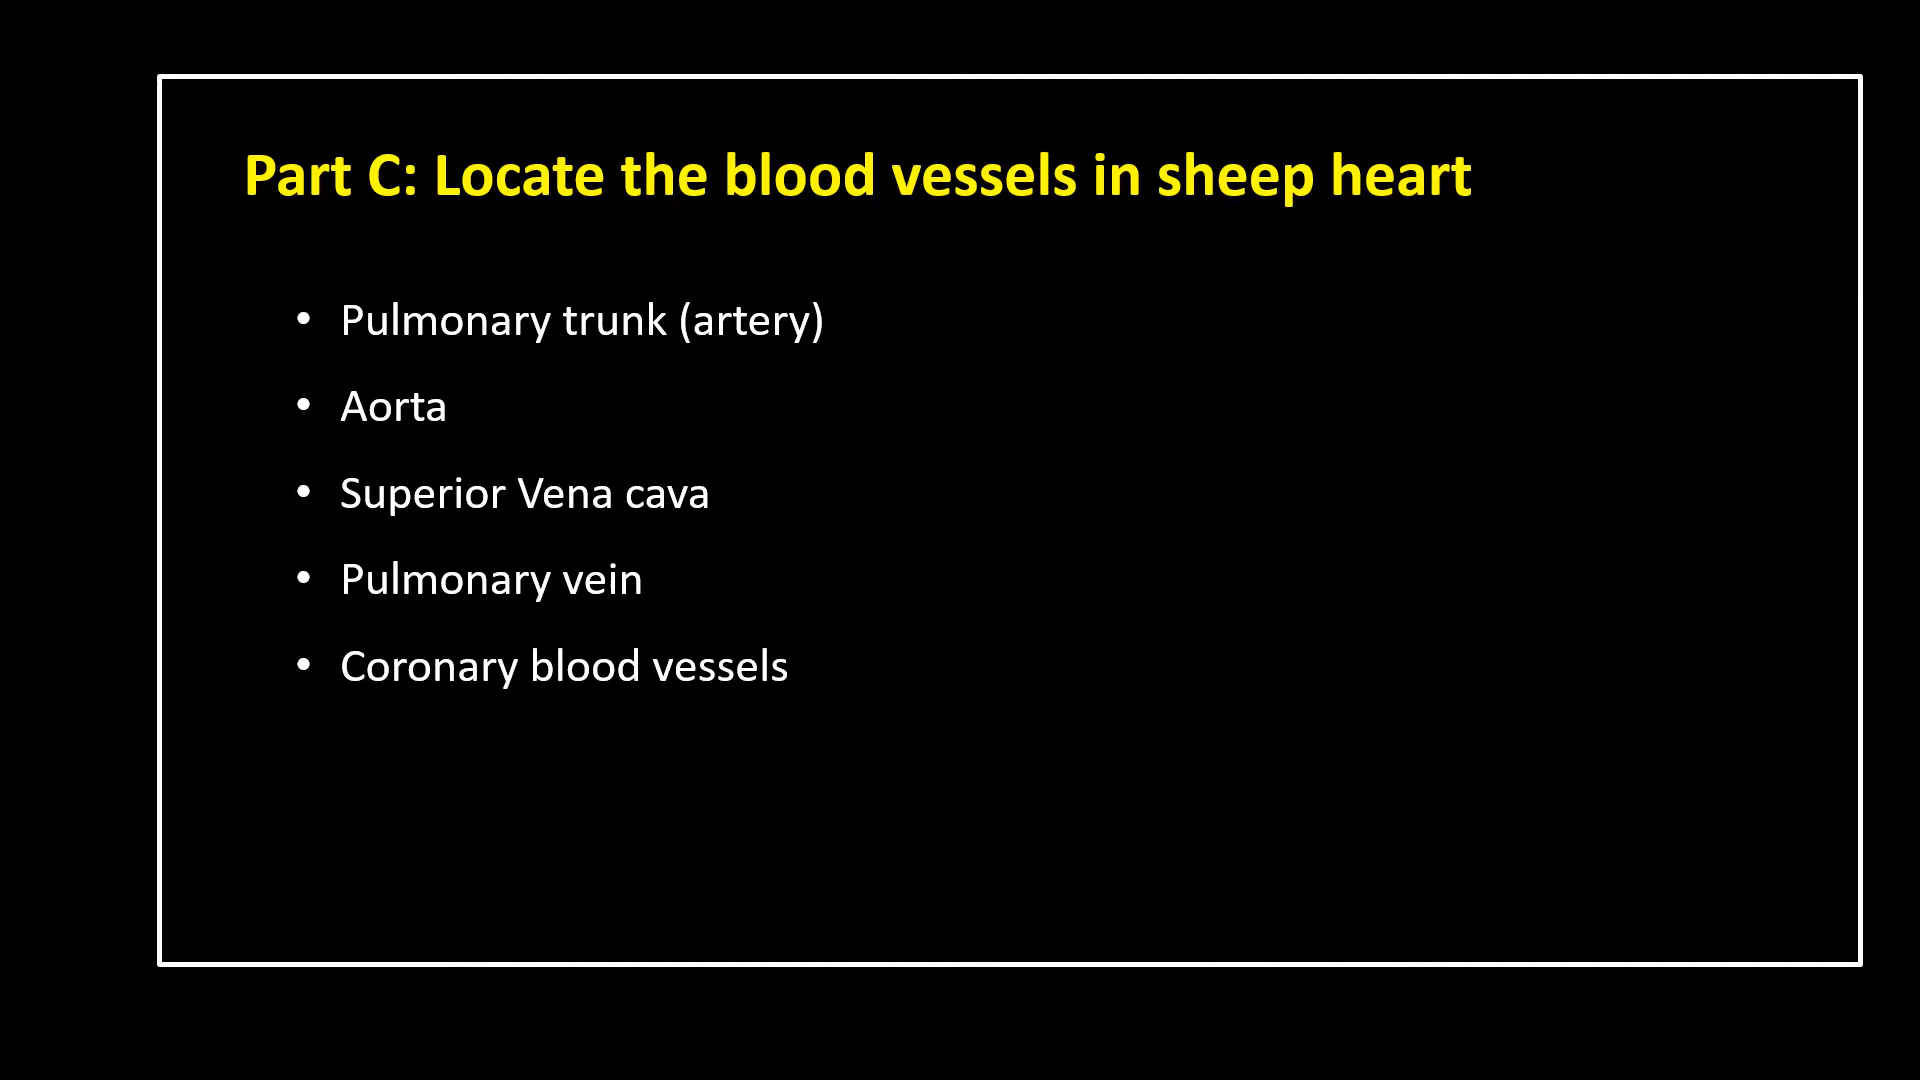 Part C: Locate the blood vessels in sheep heart
• Pulmonary trunk (artery)
• Aorta
• Superior Vena cava
• Pulmonary vein
• Coronary blood vessels